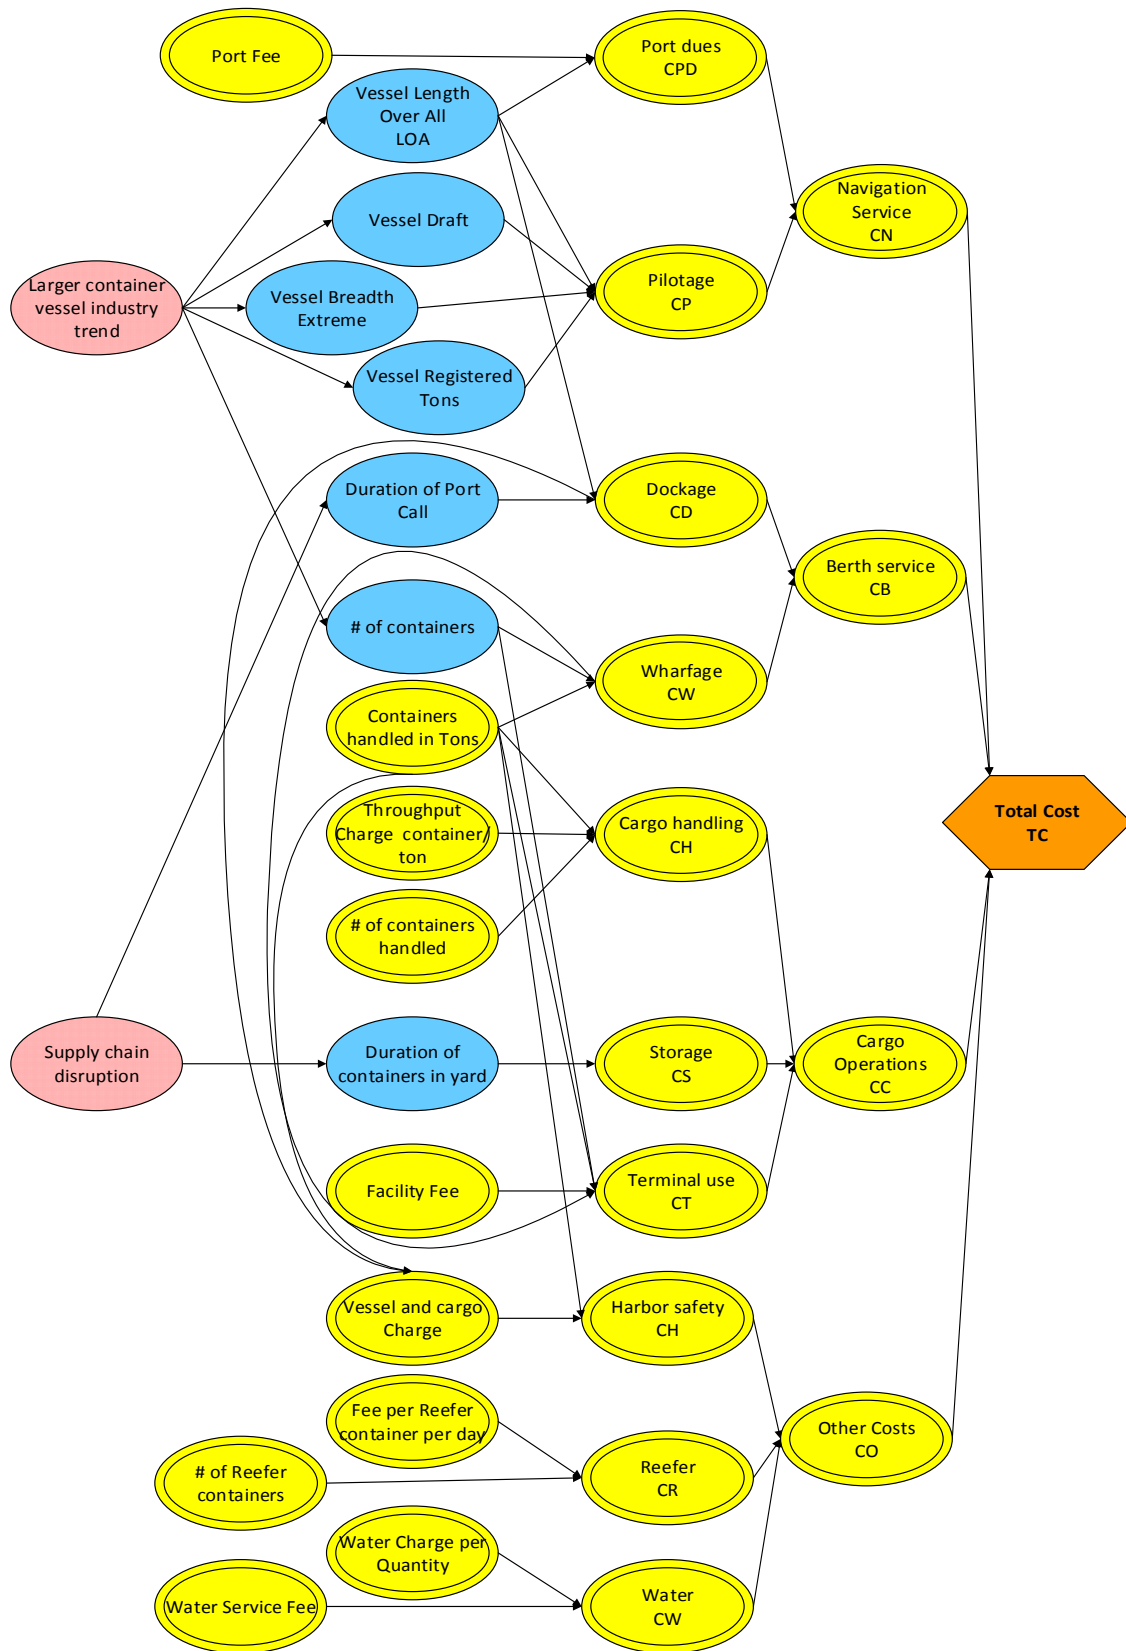 Port Fee
Port dues
CPD
Vessel Length
Over All
LOA
Navigation
Service
CN
Vessel Draft
Larger container
vessel industry
trend
Vessel Breadth
Extreme
Pilotage
CP
Vessel Registered
Tons
Duration of Port
Call
Dockage
CD
Berth service
CB
# of containers
Wharfage
CW
Containers
handled in Tons
Throughput
Charge container/
ton
Cargo handling
CH
Total Cost
TC
# of containers
handled
Supply chain
disruption
Duration of
containers in yard
Storage
CS
Cargo
Operations
CC
Facility Fee
Terminal use
CT
Vessel and cargo
Charge
Harbor safety
CH
Fee per Reefer
container per day
Other Costs
CO
# of Reefer
containers
Reefer
CR
Water Charge per
Quantity
Water Service Fee
Water
CW